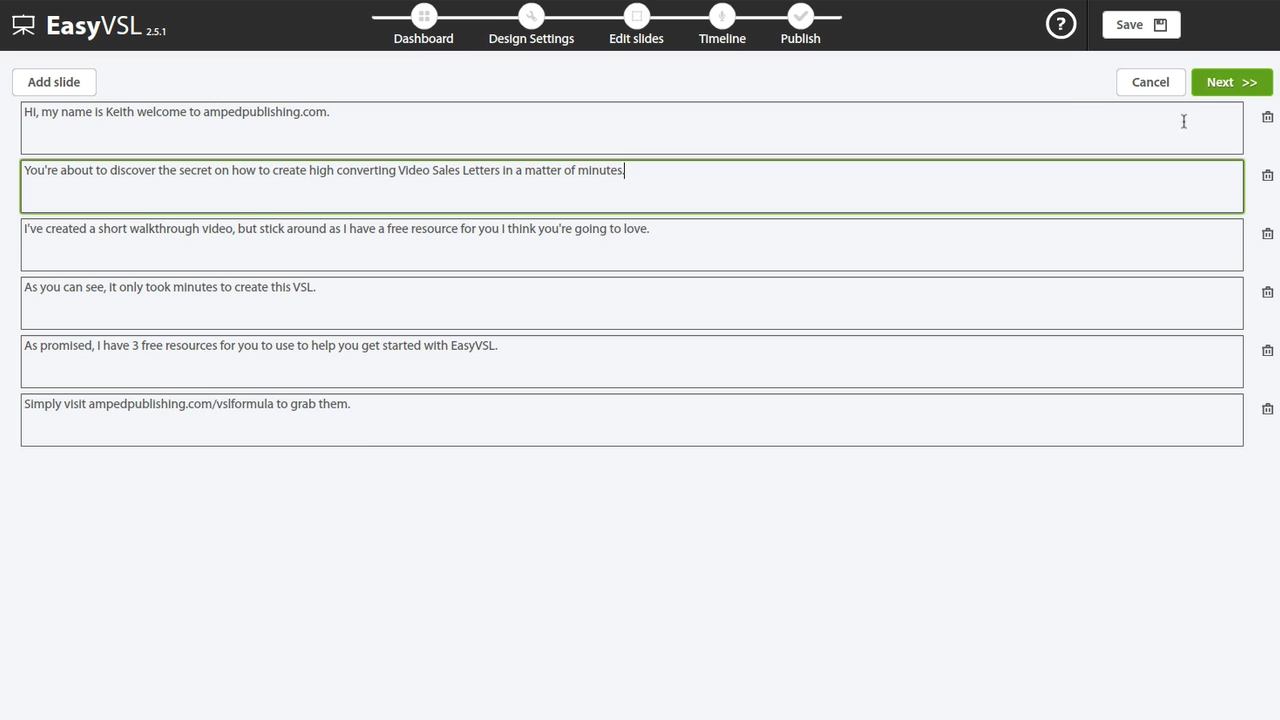 EasyVSL 2.5.1
Dashboard
Design Settings
Edit slides
Timeline
Publish
?
Save
Add slide
Cancel
Next >>
Hi, my name is Keith welcome to ampedpublishing.com.
You're about to discover the secret on how to create high converting Video Sales Letters in a matter of minutes.
I've created a short walkthrough video, but stick around as I have a free resource for you I think you're going to love.
As you can see, it only took minutes to create this VSL.
As promised, I have 3 free resources for you to use to help you get started with EasyVSL.
Simply visit ampedpublishing.com/vslformula to grab them.